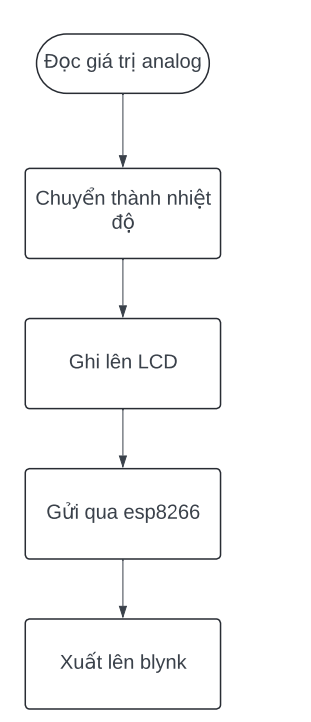 Đọc giá trị analog
Chuyển thành nhiệt
độ
Ghi lên LCD
Gửi qua esp8266
Xuất lên blynk